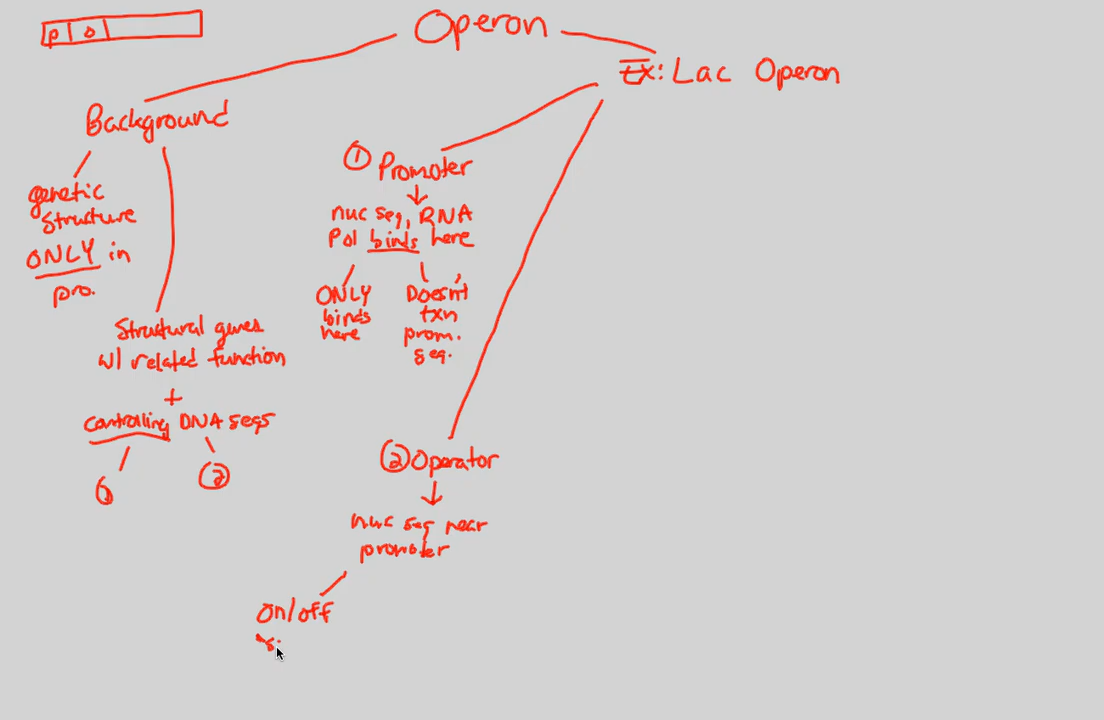 p o
Operon
Ex: Lac Operon
Background
genetic
structure
ONLY in
pro.
Structural genes
w/ related function
+
controlling DNA seqs
① ②
① Promoter
↓
nuc seq, RNA
Pol binds here
ONLY
binds
here
Doesn't
txn
prom.
seq.
② Operator
↓
nuc seq near
promoter
On/off